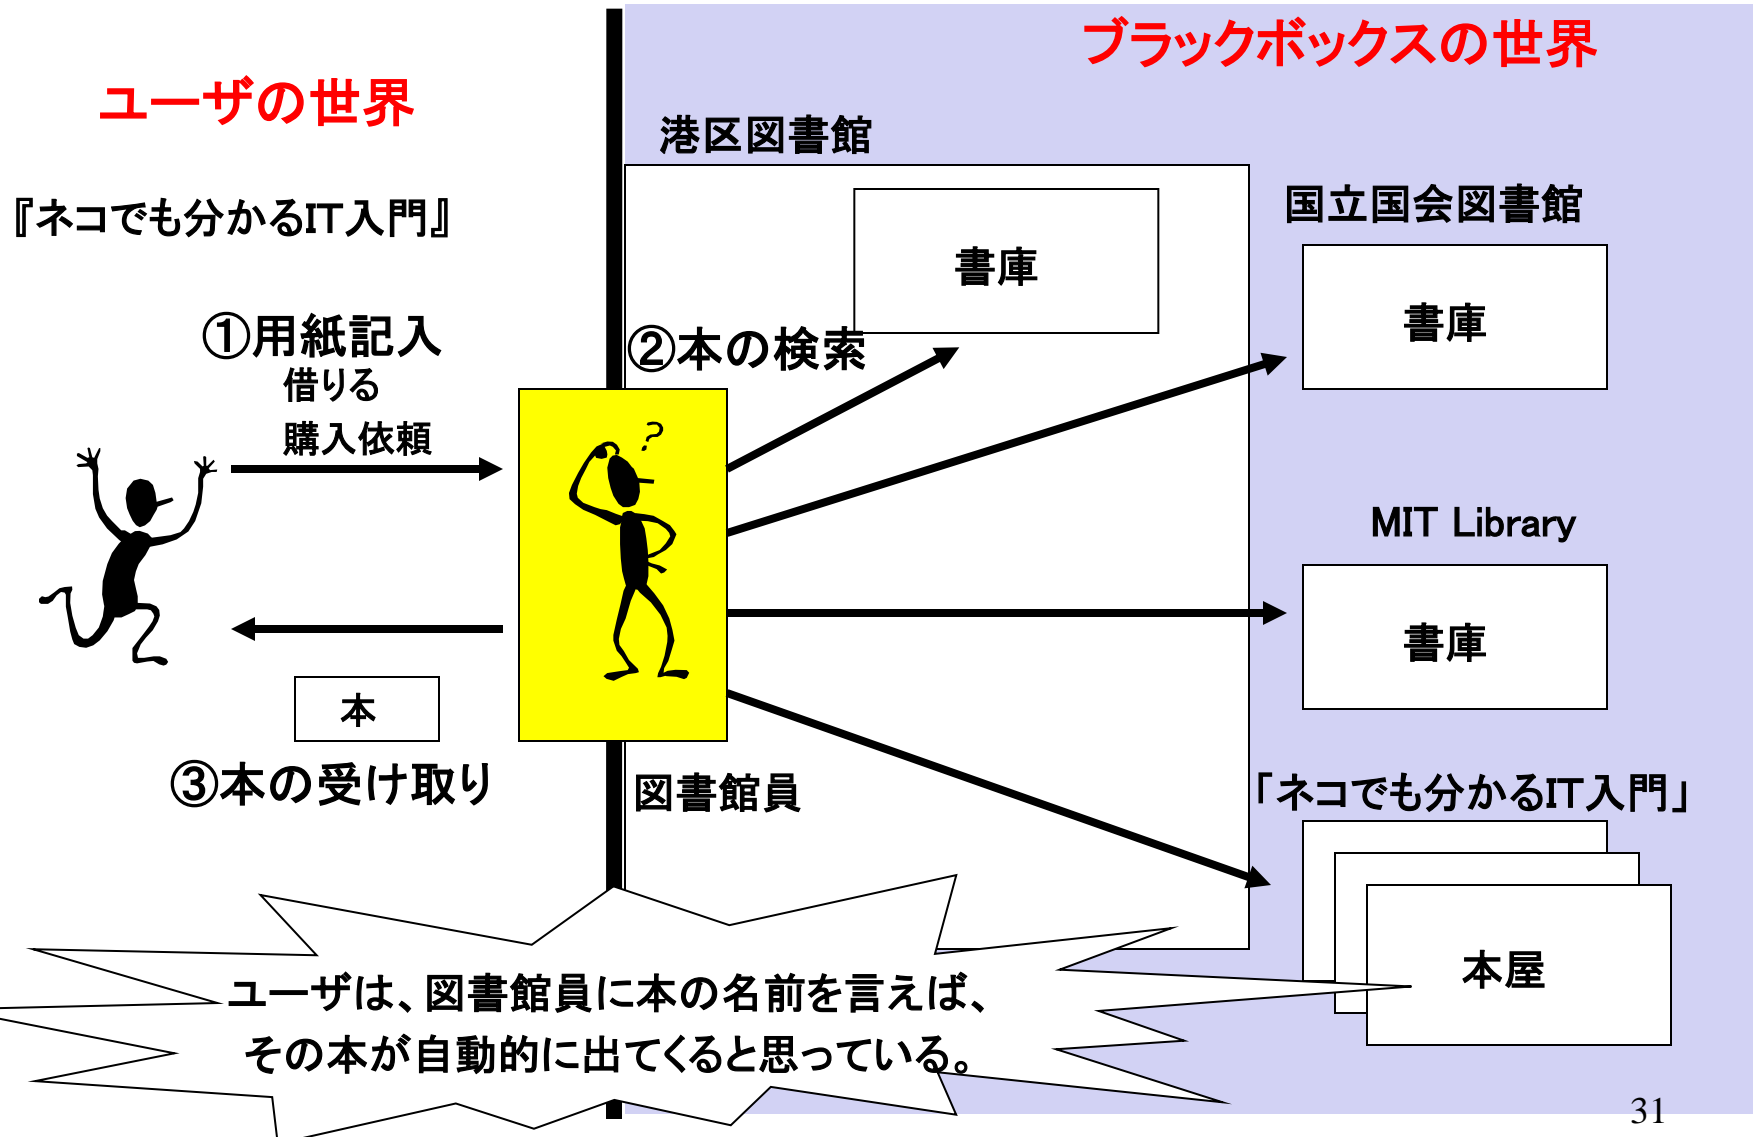 ブラックボックスの世界
ユーザの世界
港区図書館
『ネコでも分かるIT入門』
国立国会図書館
書庫
書庫
①用紙記入
②本の検索
借りる
購入依頼
?
MIT Library
書庫
本
③本の受け取り
図書館員
「ネコでも分かるIT入門」
本屋
ユーザは、図書館員に本の名前を言えば、
その本が自動的に出てくると思っている。
31